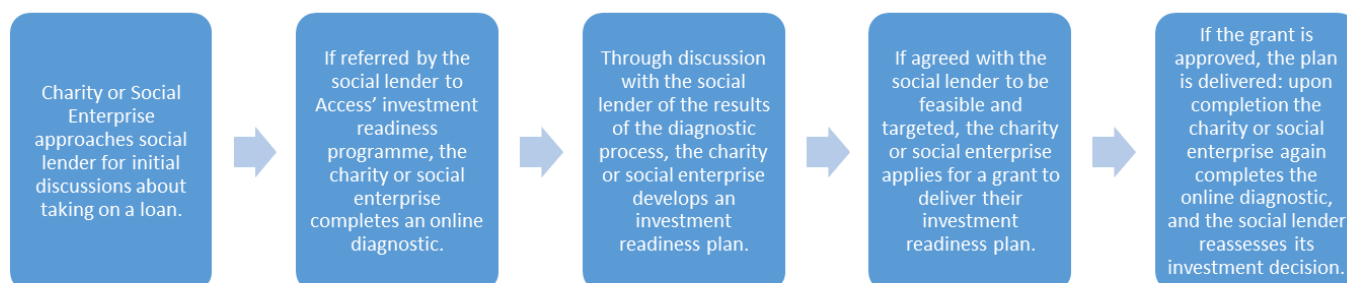 Charity or Social
Enterprise
approaches social
lender for initial
discussions about
taking on a loan.
If referred by the
social lender to
Access’ investment
readiness
programme, the
charity or social
enterprise
completes an online
diagnostic.
Through discussion
with the social
lender of the results
of the diagnostic
process, the charity
or social enterprise
develops an
investment
readiness plan.
If agreed with the
social lender to be
feasible and
targeted, the charity
or social enterprise
applies for a grant to
deliver their
investment
readiness plan.
If the grant is
approved, the plan
is delivered: upon
completion the
charity or social
enterprise again
completes the
online diagnostic,
and the social lender
reassesses its
investment decision.